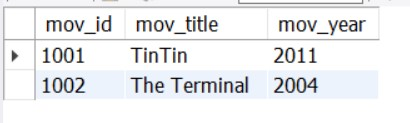 mov_id mov_title mov_year
1001 TinTin 2011
1002 The Terminal 2004